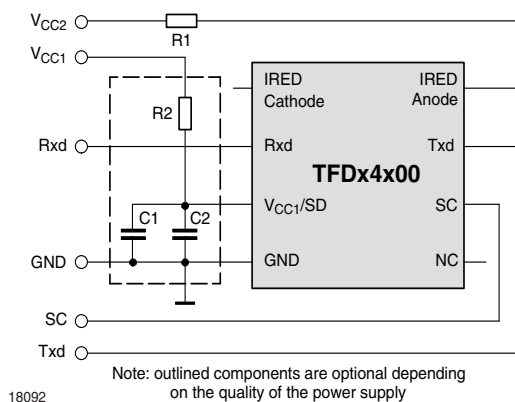 VCC2
R1
VCC1
IRED
Cathode
IRED
Anode
R2
Rxd
Rxd
Txd
TFDx4x00
VCC1/SD
SC
C1
C2
GND
GND
NC
SC
Txd
Note: outlined components are optional depending
on the quality of the power supply
18092